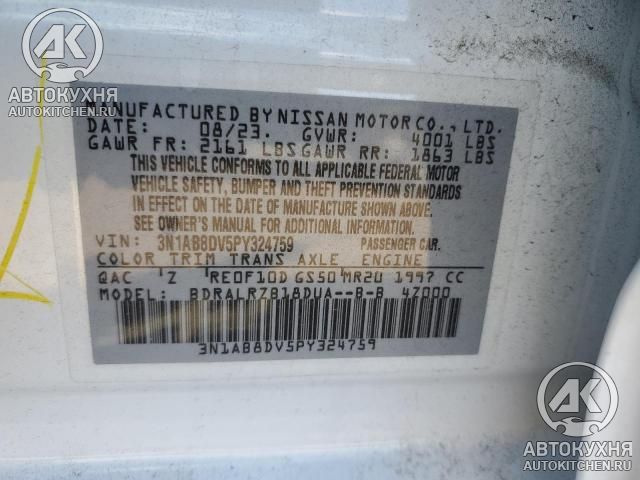 AK
АВТОКУХНЯ
AUTOKITCHEN.RU
MANUFACTURED BY NISSAN MOTOR CO., LTD.
DATE: 08/23. GVWR: 4001 LBS
GAWR FR: 2161 LBS GAWR RR: 1863 LBS
THIS VEHICLE CONFORMS TO ALL APPLICABLE FEDERAL MOTOR
VEHICLE SAFETY, BUMPER AND THEFT PREVENTION STANDARDS
IN EFFECT ON THE DATE OF MANUFACTURE SHOWN ABOVE.
SEE OWNER'S MANUAL FOR ADDITIONAL INFORMATION.
VIN: 3N1AB8DV5PY324759 PASSENGER CAR.
COLOR TRIM TRANS AXLE ENGINE
QAC Z RE0F10D GS50 MR20 1997 CC
MODEL: BDRALRZ818DUA--B-B 4Z000
3N1AB8DV5PY324759
AK
АВТОКУХНЯ
AUTOKITCHEN.RU